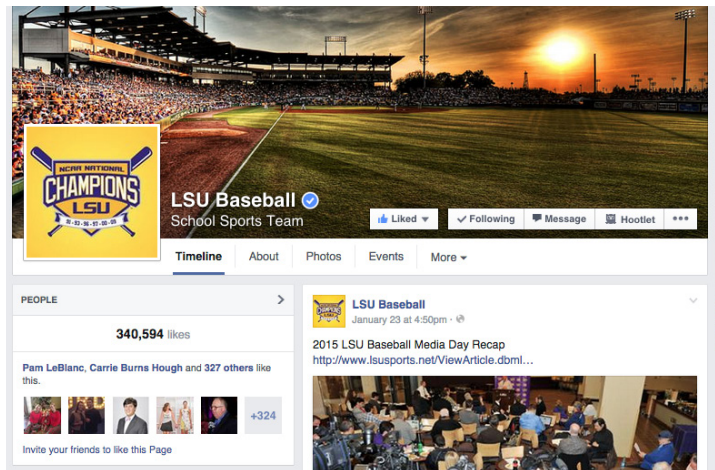 NCAA NATIONAL
CHAMPIONS
LSU
LSU Baseball
School Sports Team
Liked
Following
Message
Hootlet
•••
Timeline
About
Photos
Events
More
PEOPLE
340,594 likes
Pam LeBlanc, Carrie Burns Hough and 327 others like
this.
+324
Invite your friends to like this Page
LSU Baseball
January 23 at 4:50pm ·
2015 LSU Baseball Media Day Recap
http://www.lsusports.net/ViewArticle.dbml...